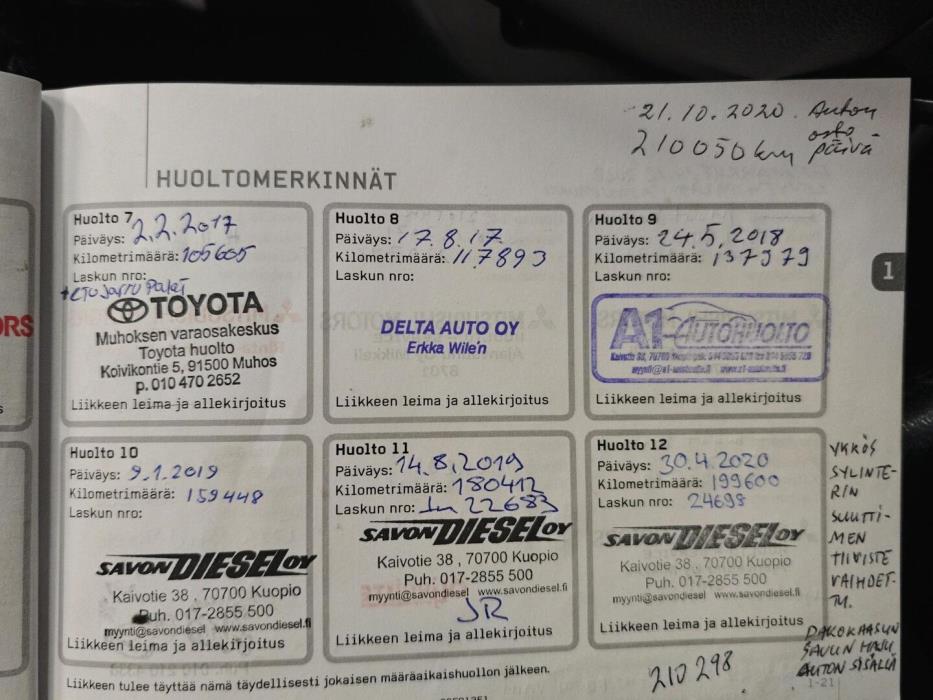 21.10.2020 Auton
osto
210050km päivä
HUOLTOMERKINNÄT
Huolto 7
Päiväys: 2.2.2017
Kilometrimäärä: 105605
Laskun nro:
TOYOTA
Muhoksen varaosakeskus
Toyota huolto
Koivikontie 5, 91500 Muhos
p. 010 470 2652
Liikkeen leima ja allekirjoitus
Huolto 8
Päiväys: 17.8.17
Kilometrimäärä: 117893
Laskun nro:
DELTA AUTO OY
Erkka Wile'n
Liikkeen leima ja allekirjoitus
Huolto 9
Päiväys: 24.5.2018
Kilometrimäärä: 137979
Laskun nro:
A1-AUTOHUOLTO
Liikkeen leima ja allekirjoitus
1
ORS
Huolto 10
Päiväys: 9.1.2019
Kilometrimäärä: 159448
Laskun nro:
SAVON DIESEL OY
Kaivotie 38, 70700 Kuopio
Puh. 017-2855 500
myynti@savondiesel www.savondiesel.fi
Liikkeen leima ja allekirjoitus
Huolto 11
Päiväys: 14.8.2019
Kilometrimäärä: 180412
Laskun nro: 22683
SAVON DIESEL OY
Kaivotie 38, 70700 Kuopio
Puh. 017-2855 500
myynti@savondiesel www.savondiesel.fi
JR
Liikkeen leima ja allekirjoitus
Huolto 12
Päiväys: 30.4.2020
Kilometrimäärä: 199600
Laskun nro: 24698
SAVON DIESEL OY
Kaivotie 38, 70700 Kuopio
Puh. 017-2855 500
myynti@savondiesel www.savondiesel.fi
Liikkeen leima ja allekirjoitus
YKKÖS
SYLINTE-
RIN
SUUTTI-
MEN
TIIVISTE
VAIHDET-
TU.
PAKOKAASUN
SAVUN HAJU
AUTON SISÄLLÄ
210298
Liikkeen tulee täyttää nämä täydellisesti jokaisen määräaikaishuollon jälkeen.
1-21